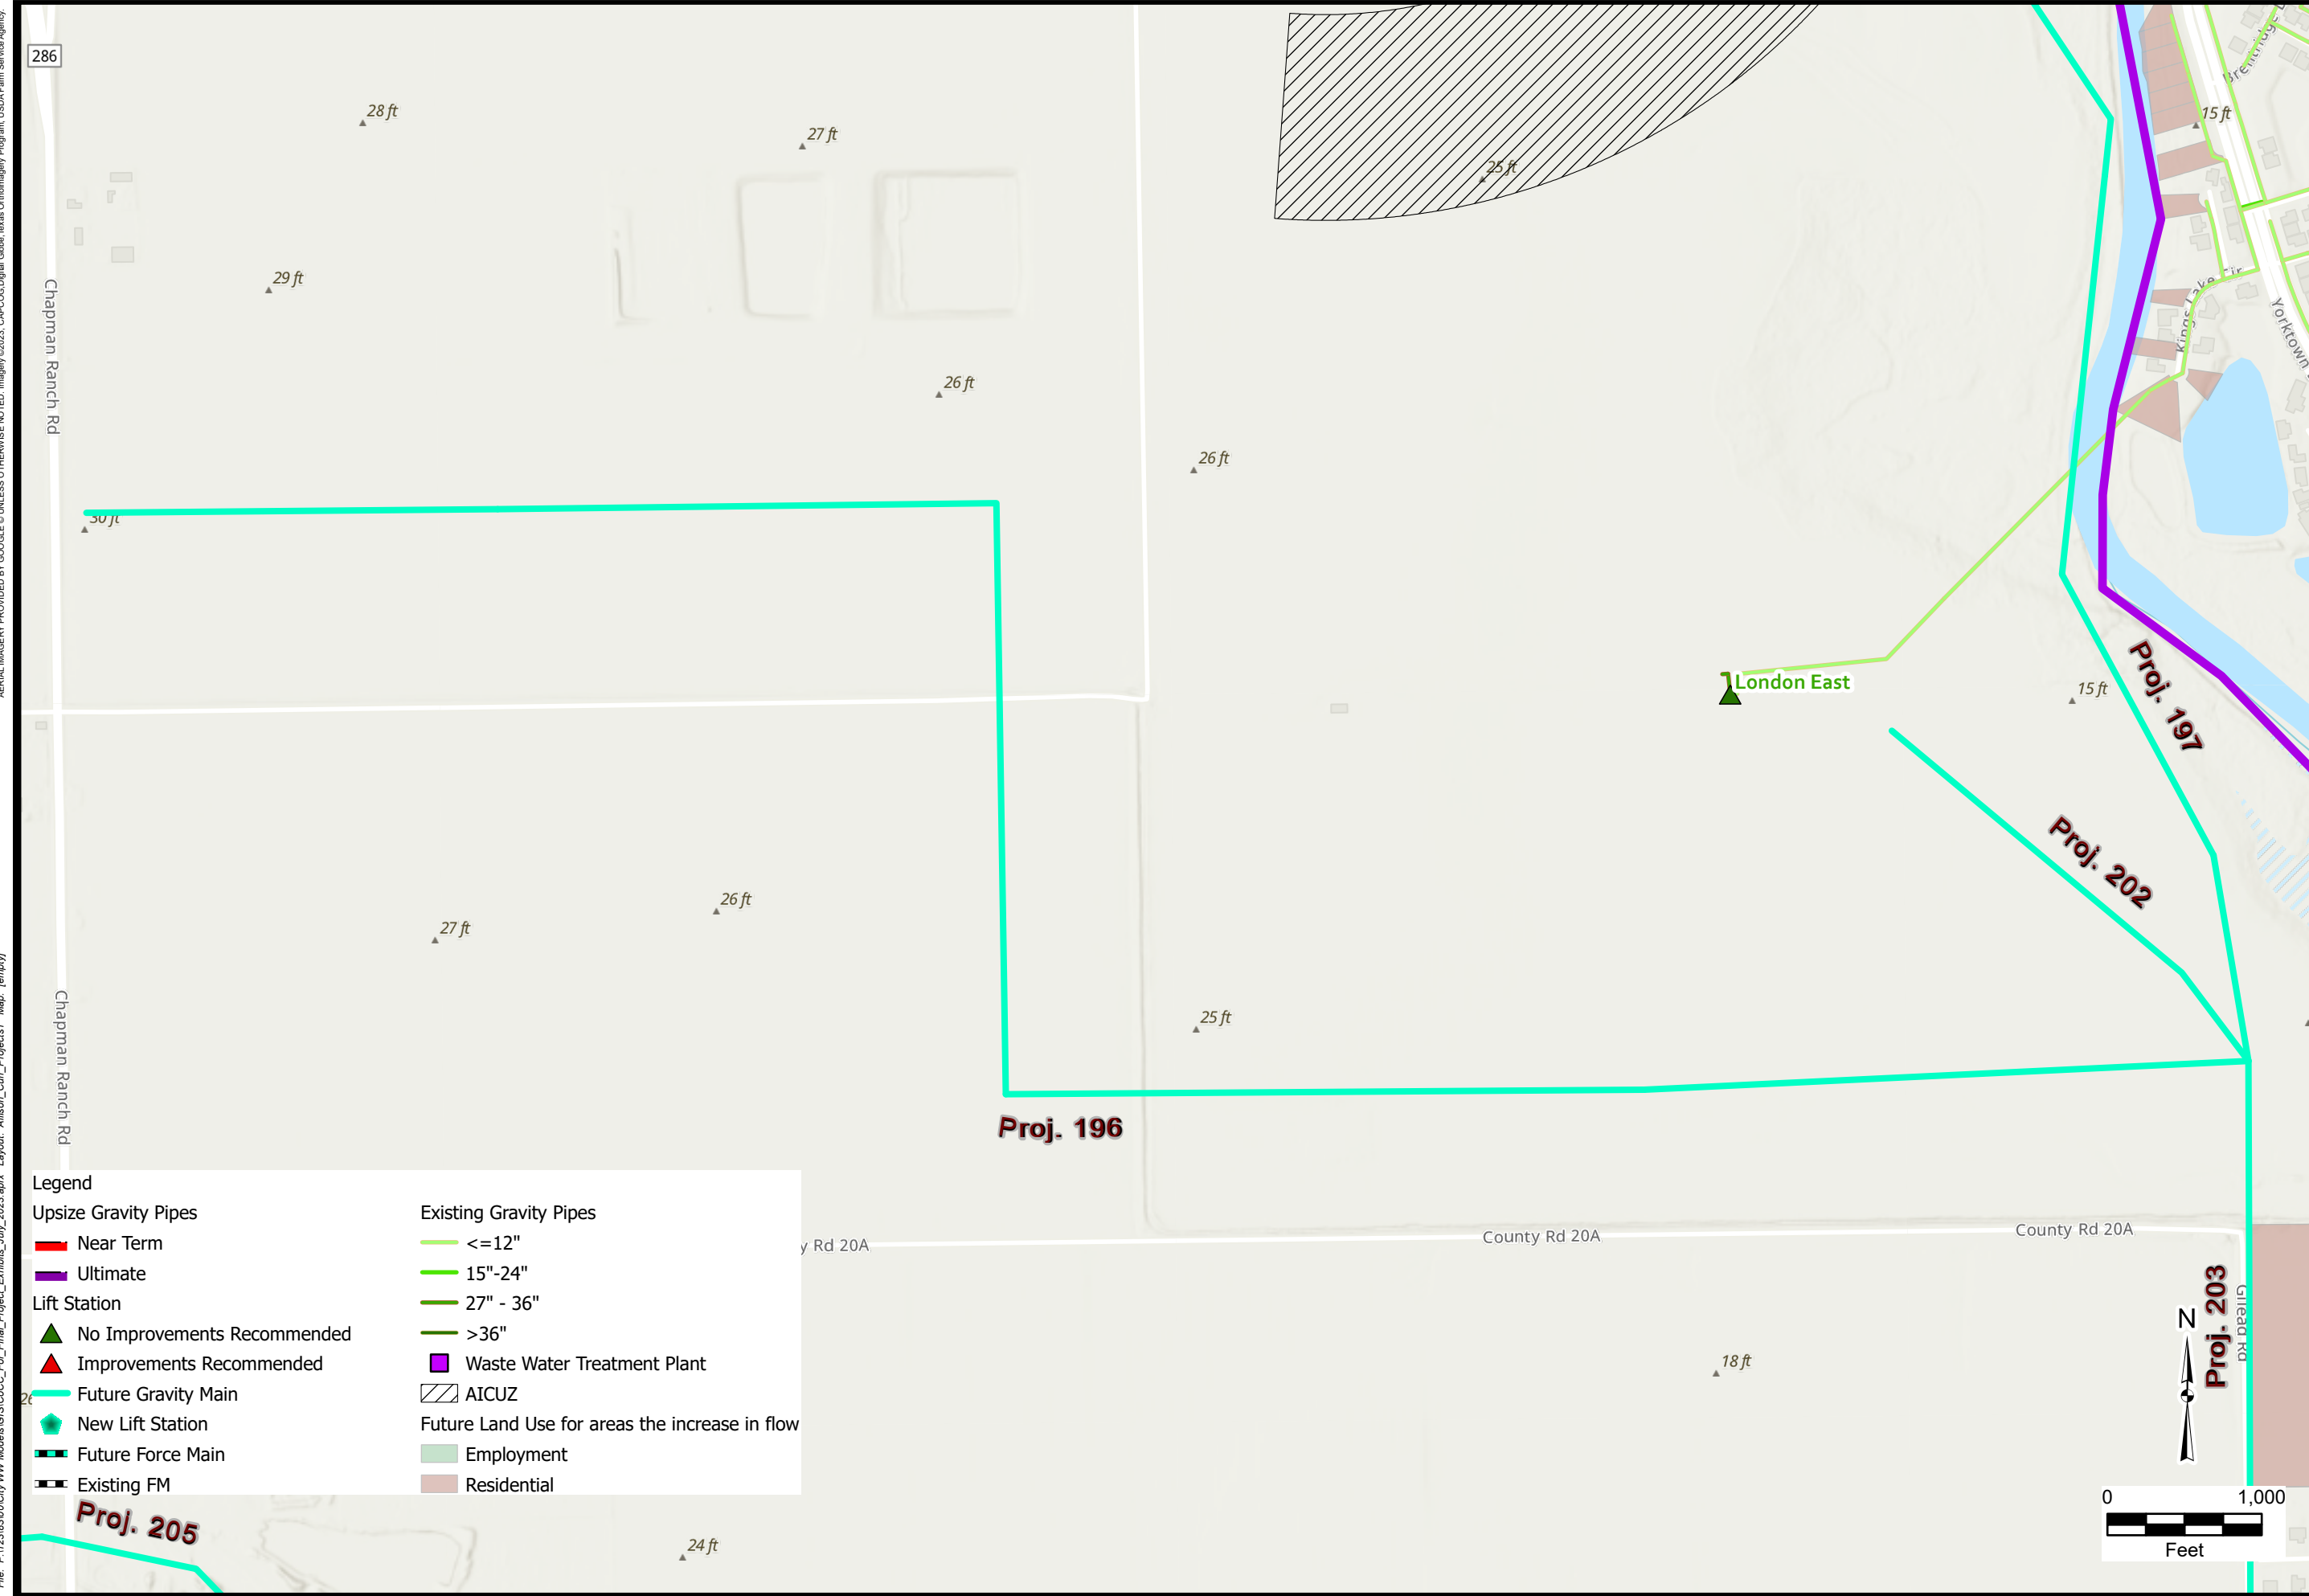 286
28 ft
27 ft
25 ft
15 ft
Chapman Ranch Rd
29 ft
Kings Lake Cir
Yorktown
26 ft
26 ft
30 ft
London East
15 ft
Proj. 197
Proj. 202
26 ft
27 ft
Chapman Ranch Rd
25 ft
Proj. 196
y Rd 20A
County Rd 20A
County Rd 20A
Proj. 203
Gilead Rd
18 ft
N
0 1,000
Feet
Legend
Upsize Gravity Pipes
Near Term
Ultimate
Lift Station
No Improvements Recommended
Improvements Recommended
Future Gravity Main
New Lift Station
Future Force Main
Existing FM
Existing Gravity Pipes
<=12"
15"-24"
27" - 36"
>36"
Waste Water Treatment Plant
AICUZ
Future Land Use for areas the increase in flow
Employment
Residential
26
Proj. 205
24 ft